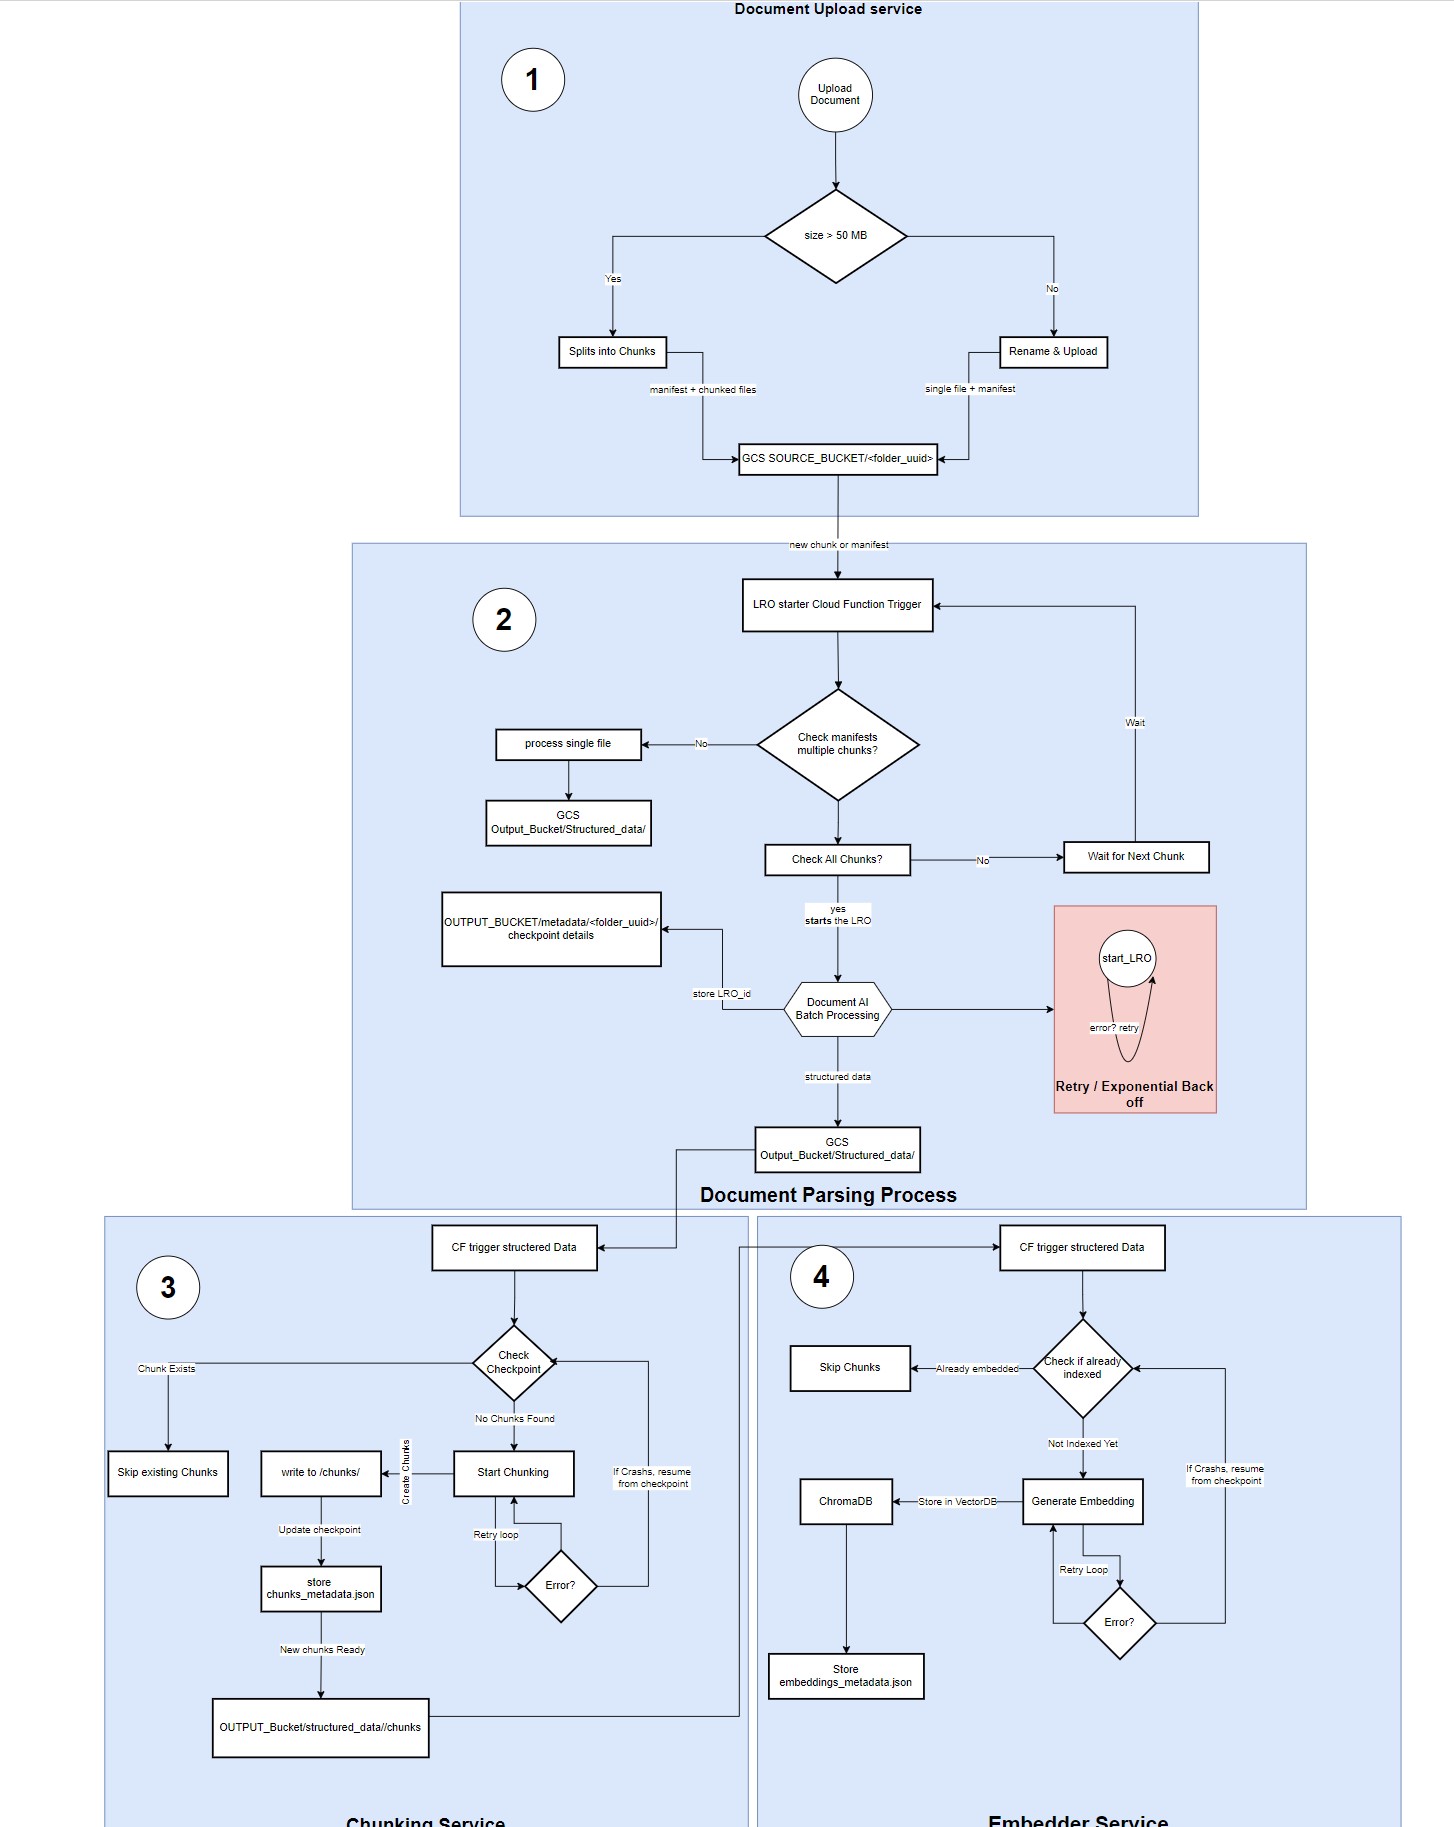 Document Upload service
1
Upload
Document
size > 50 MB
Yes
No
Splits into Chunks
Rename & Upload
manifest + chunked files
single file + manifest
GCS SOURCE_BUCKET/<folder_uuid>
new chunk or manifest
2
LRO starter Cloud Function Trigger
Wait
Check manifests
multiple chunks?
No
process single file
GCS
Output_Bucket/Structured_data/
Check All Chunks?
No
Wait for Next Chunk
yes
starts the LRO
OUTPUT_BUCKET/metadata/<folder_uuid>/
checkpoint details
store LRO_id
Document AI
Batch Processing
start_LRO
error? retry
Retry / Exponential Back
off
structured data
GCS
Output_Bucket/Structured_data/
Document Parsing Process
3
CF trigger structered Data
Check
Checkpoint
Chunk Exists
No Chunks Found
Skip existing Chunks
write to /chunks/
Create Chunks
Start Chunking
If Crashs, resume
from checkpoint
Update checkpoint
Retry loop
store
chunks_metadata.json
Error?
New chunks Ready
OUTPUT_Bucket/structured_data//chunks
Chunking Service
4
CF trigger structered Data
Skip Chunks
Already embedded
Check if already
indexed
Not Indexed Yet
If Crashs, resume
from checkpoint
ChromaDB
Store in VectorDB
Generate Embedding
Retry Loop
Error?
Store
embeddings_metadata.json
Embedder Service